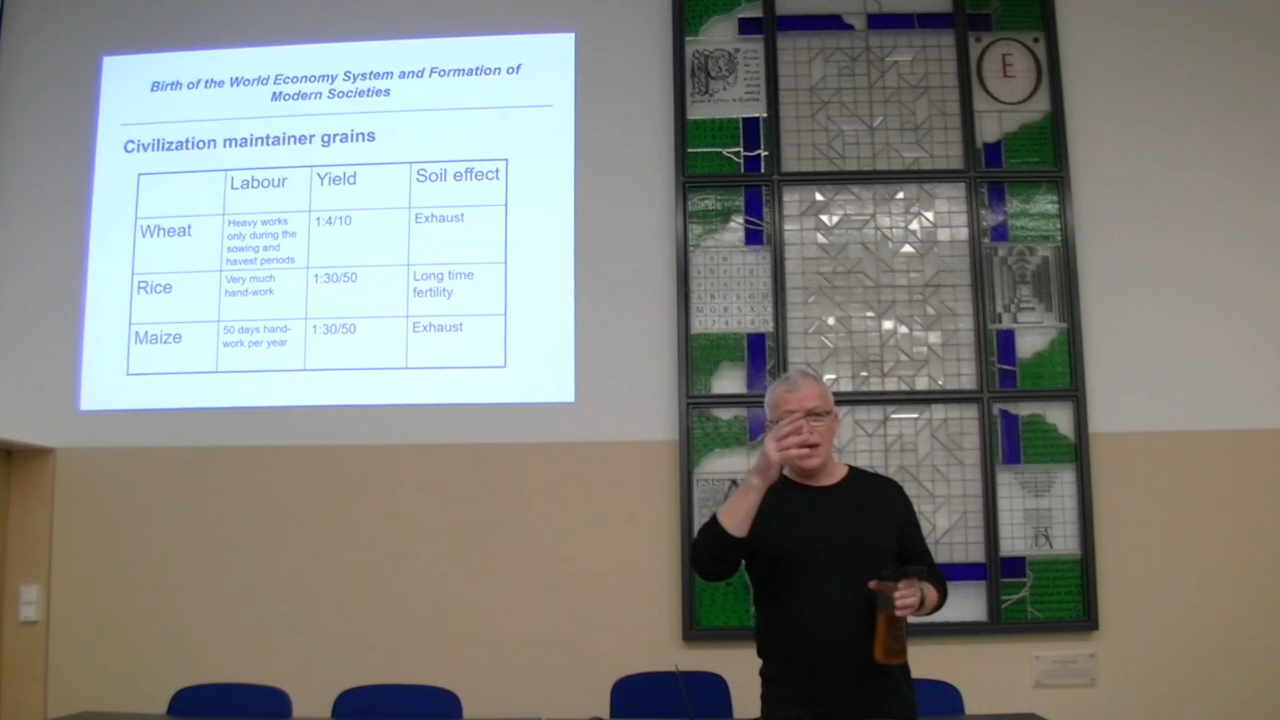 Birth of the World Economy System and Formation of
Modern Societies
Civilization maintainer grains
Labour Yield Soil effect
Wheat
Heavy works
only during the
sowing and
havest periods
1:4/10
Exhaust
Rice
Very much
hand-work
1:30/50
Long time
fertility
Maize
50 days hand-
work per year
1:30/50
Exhaust
P
E